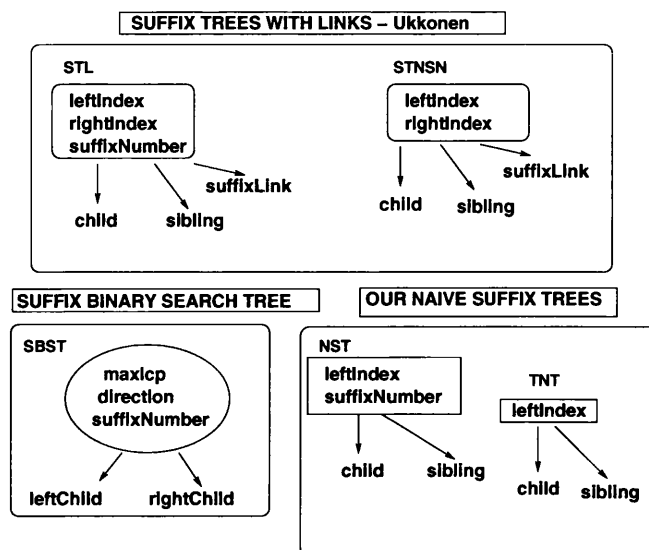 SUFFIX TREES WITH LINKS – Ukkonen
STL
leftIndex
rightIndex
suffixNumber
suffixLink
child
sibling
STNSN
leftIndex
rightIndex
suffixLink
child
sibling
SUFFIX BINARY SEARCH TREE
SBST
maxlcp
direction
suffixNumber
leftChild
rightChild
OUR NAIVE SUFFIX TREES
NST
leftIndex
suffixNumber
child
sibling
TNT
leftIndex
child
sibling